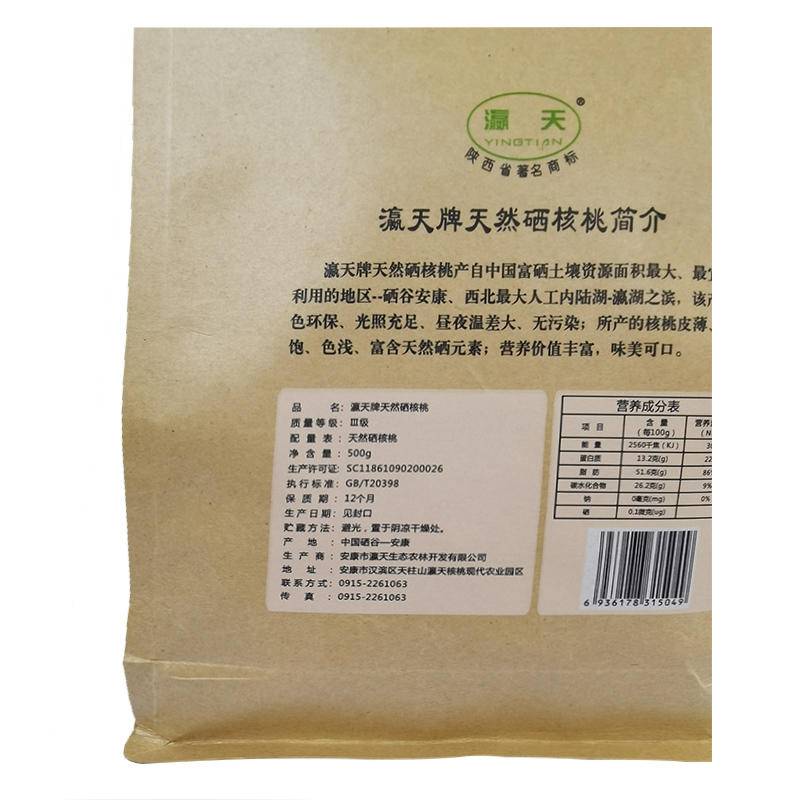 瀛天
®
YINGTIAN
陕西省著名商标
瀛天牌天然硒核桃简介
瀛天牌天然硒核桃产自中国富硒土壤资源面积最大、最
利用的地区--硒谷安康、西北最大人工内陆湖-瀛湖之滨，该
色环保、光照充足、昼夜温差大、无污染；所产的核桃皮薄、
饱、色浅、富含天然硒元素；营养价值丰富，味美可口。
品名：瀛天牌天然硒核桃
质量等级：Ⅲ级
配量表：天然硒核桃
净含量：500g
生产许可证：SC11861090200026
执行标准：GB/T20398
保质期：12个月
生产日期：见封口
贮藏方法：避光，置于阴凉干燥处。
产地：中国硒谷—安康
生产商：安康市瀛天生态农林开发有限公司
地址：安康市汉滨区天柱山瀛天核桃现代农业园区
联系方式：0915-2261063
传真：0915-2261063
营养成分表
项目 含量（每100g） 营养
能量 2560千焦(KJ)
蛋白质 13.2克(g)
脂肪 51.6克(g)
碳水化合物 26.2克(g) 9%
钠 0毫克(mg) 0%
硒 0.1微克(ug)
6 936178 315049